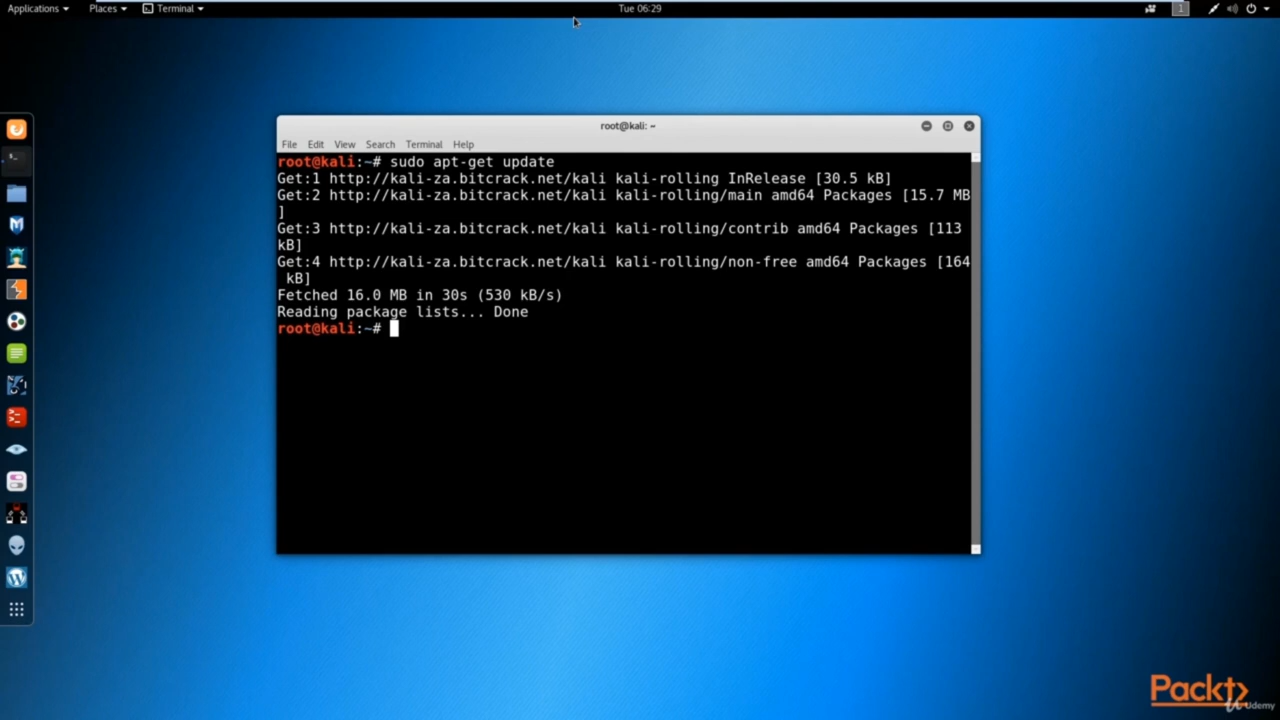 Applications Places Terminal Tue 06:29 1
root@kali: ~
File Edit View Search Terminal Help
root@kali:~# sudo apt-get update
Get:1 http://kali-za.bitcrack.net/kali kali-rolling InRelease [30.5 kB]
Get:2 http://kali-za.bitcrack.net/kali kali-rolling/main amd64 Packages [15.7 MB
]
Get:3 http://kali-za.bitcrack.net/kali kali-rolling/contrib amd64 Packages [113
kB]
Get:4 http://kali-za.bitcrack.net/kali kali-rolling/non-free amd64 Packages [164
kB]
Fetched 16.0 MB in 30s (530 kB/s)
Reading package lists... Done
root@kali:~#
Packt
Udemy